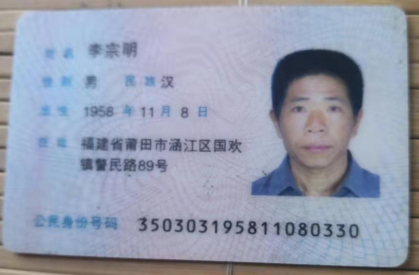 姓名 李宗明
性别 男 民族 汉
出生 1958 年 11 月 8 日
住址 福建省莆田市涵江区国欢
镇警民路89号
公民身份号码 350303195811080330